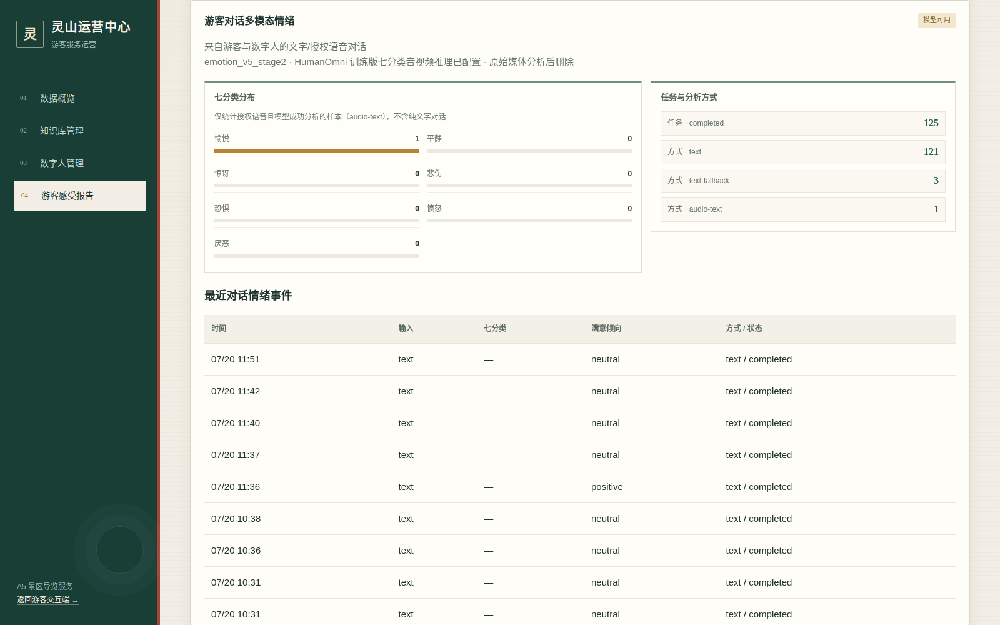 灵
灵山运营中心
游客服务运营
01 数据概览
02 知识库管理
03 数字人管理
04 游客感受报告
A5 景区导览服务
返回游客交互端 →
游客对话多模态情绪
模型可用
来自游客与数字人的文字/授权语音对话
emotion_v5_stage2 · HumanOmni 训练版七分类音视频推理已配置 · 原始媒体分析后删除
七分类分布
仅统计授权语音且模型成功分析的样本（audio-text），不含纯文字对话
愉悦 1 平静 0
惊讶 0 悲伤 0
恐惧 0 愤怒 0
厌恶 0
任务与分析方式
任务 · completed 125
方式 · text 121
方式 · text-fallback 3
方式 · audio-text 1
最近对话情绪事件
时间 输入 七分类 满意倾向 方式 / 状态
07/20 11:51 text — neutral text / completed
07/20 11:42 text — neutral text / completed
07/20 11:40 text — neutral text / completed
07/20 11:37 text — neutral text / completed
07/20 11:36 text — positive text / completed
07/20 10:38 text — neutral text / completed
07/20 10:36 text — neutral text / completed
07/20 10:31 text — neutral text / completed
07/20 10:31 text — neutral text / completed